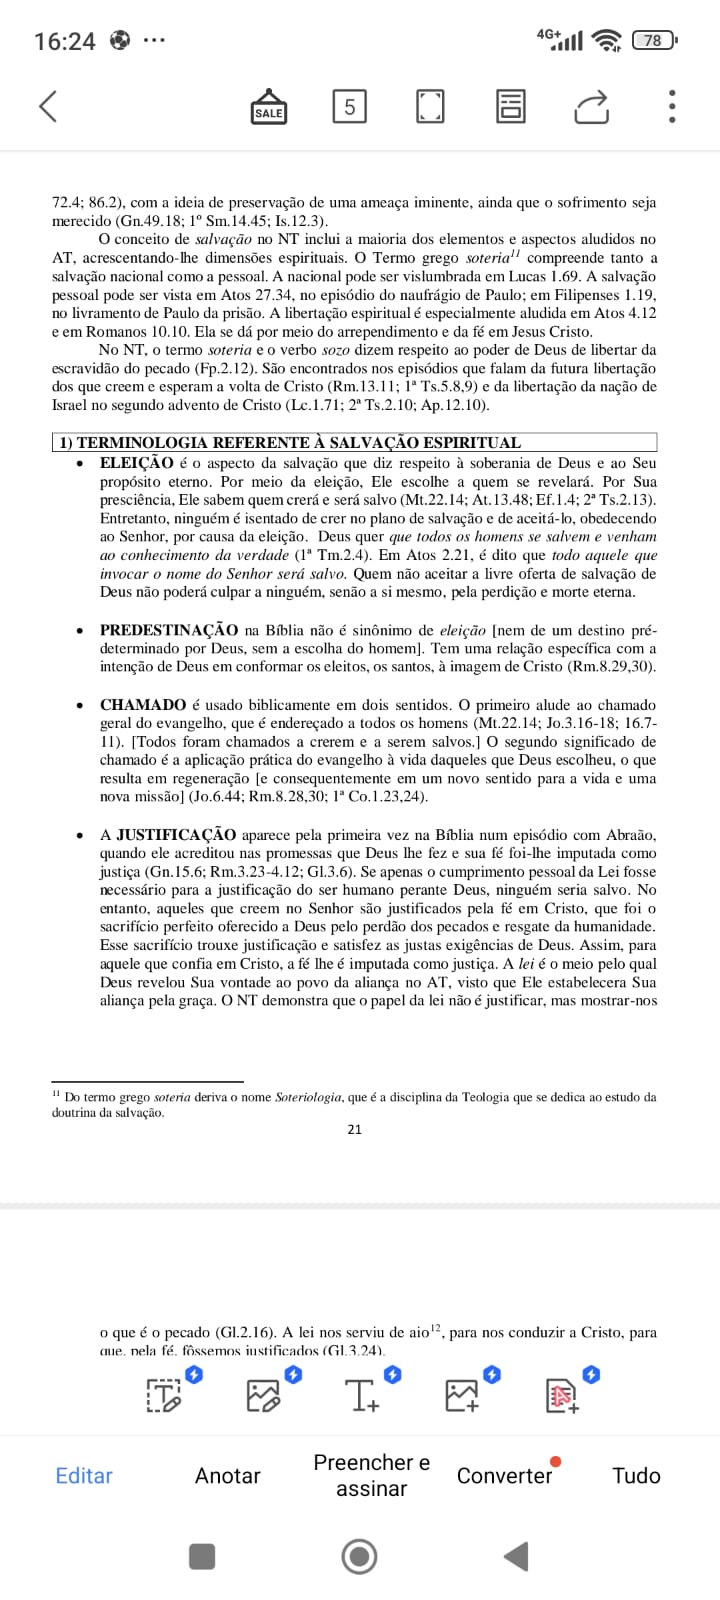 16:24
4G+
78
SALE
5
72.4; 86.2), com a ideia de preservação de uma ameaça iminente, ainda que o sofrimento seja
merecido (Gn.49.18; 1º Sm.14.45; Is.12.3).
O conceito de salvação no NT inclui a maioria dos elementos e aspectos aludidos no
AT, acrescentando-lhe dimensões espirituais. O Termo grego soteria11 compreende tanto a
salvação nacional como a pessoal. A nacional pode ser vislumbrada em Lucas 1.69. A salvação
pessoal pode ser vista em Atos 27.34, no episódio do naufrágio de Paulo; em Filipenses 1.19,
no livramento de Paulo da prisão. A libertação espiritual é especialmente aludida em Atos 4.12
e em Romanos 10.10. Ela se dá por meio do arrependimento e da fé em Jesus Cristo.
No NT, o termo soteria e o verbo sozo dizem respeito ao poder de Deus de libertar da
escravidão do pecado (Fp.2.12). São encontrados nos episódios que falam da futura libertação
dos que creem e esperam a volta de Cristo (Rm.13.11; 1ª Ts.5.8,9) e da libertação da nação de
Israel no segundo advento de Cristo (Lc.1.71; 2ª Ts.2.10; Ap.12.10).
1) TERMINOLOGIA REFERENTE À SALVAÇÃO ESPIRITUAL
• ELEIÇÃO é o aspecto da salvação que diz respeito à soberania de Deus e ao Seu
propósito eterno. Por meio da eleição, Ele escolhe a quem se revelará. Por Sua
presciência, Ele sabem quem crerá e será salvo (Mt.22.14; At.13.48; Ef.1.4; 2ª Ts.2.13).
Entretanto, ninguém é isentado de crer no plano de salvação e de aceitá-lo, obedecendo
ao Senhor, por causa da eleição. Deus quer que todos os homens se salvem e venham
ao conhecimento da verdade (1ª Tm.2.4). Em Atos 2.21, é dito que todo aquele que
invocar o nome do Senhor será salvo. Quem não aceitar a livre oferta de salvação de
Deus não poderá culpar a ninguém, senão a si mesmo, pela perdição e morte eterna.
• PREDESTINAÇÃO na Bíblia não é sinônimo de eleição [nem de um destino pré-
determinado por Deus, sem a escolha do homem]. Tem uma relação específica com a
intenção de Deus em conformar os eleitos, os santos, à imagem de Cristo (Rm.8.29,30).
• CHAMADO é usado biblicamente em dois sentidos. O primeiro alude ao chamado
geral do evangelho, que é endereçado a todos os homens (Mt.22.14; Jo.3.16-18; 16.7-
11). [Todos foram chamados a crerem e a serem salvos.] O segundo significado de
chamado é a aplicação prática do evangelho à vida daqueles que Deus escolheu, o que
resulta em regeneração [e consequentemente em um novo sentido para a vida e uma
nova missão] (Jo.6.44; Rm.8.28,30; 1ª Co.1.23,24).
• A JUSTIFICAÇÃO aparece pela primeira vez na Bíblia num episódio com Abraão,
quando ele acreditou nas promessas que Deus lhe fez e sua fé foi-lhe imputada como
justiça (Gn.15.6; Rm.3.23-4.12; Gl.3.6). Se apenas o cumprimento pessoal da Lei fosse
necessário para a justificação do ser humano perante Deus, ninguém seria salvo. No
entanto, aqueles que creem no Senhor são justificados pela fé em Cristo, que foi o
sacrifício perfeito oferecido a Deus pelo perdão dos pecados e resgate da humanidade.
Esse sacrifício trouxe justificação e satisfez as justas exigências de Deus. Assim, para
aquele que confia em Cristo, a fé lhe é imputada como justiça. A lei é o meio pelo qual
Deus revelou Sua vontade ao povo da aliança no AT, visto que Ele estabelecera Sua
aliança pela graça. O NT demonstra que o papel da lei não é justificar, mas mostrar-nos
11 Do termo grego soteria deriva o nome Soteriologia, que é a disciplina da Teologia que se dedica ao estudo da
doutrina da salvação.
21
o que é o pecado (Gl.2.16). A lei nos serviu de aio12, para nos conduzir a Cristo, para
que, pela fé, fôssemos justificados (Gl.3.24).
Editar
Anotar
Preencher e
assinar
Converter
Tudo